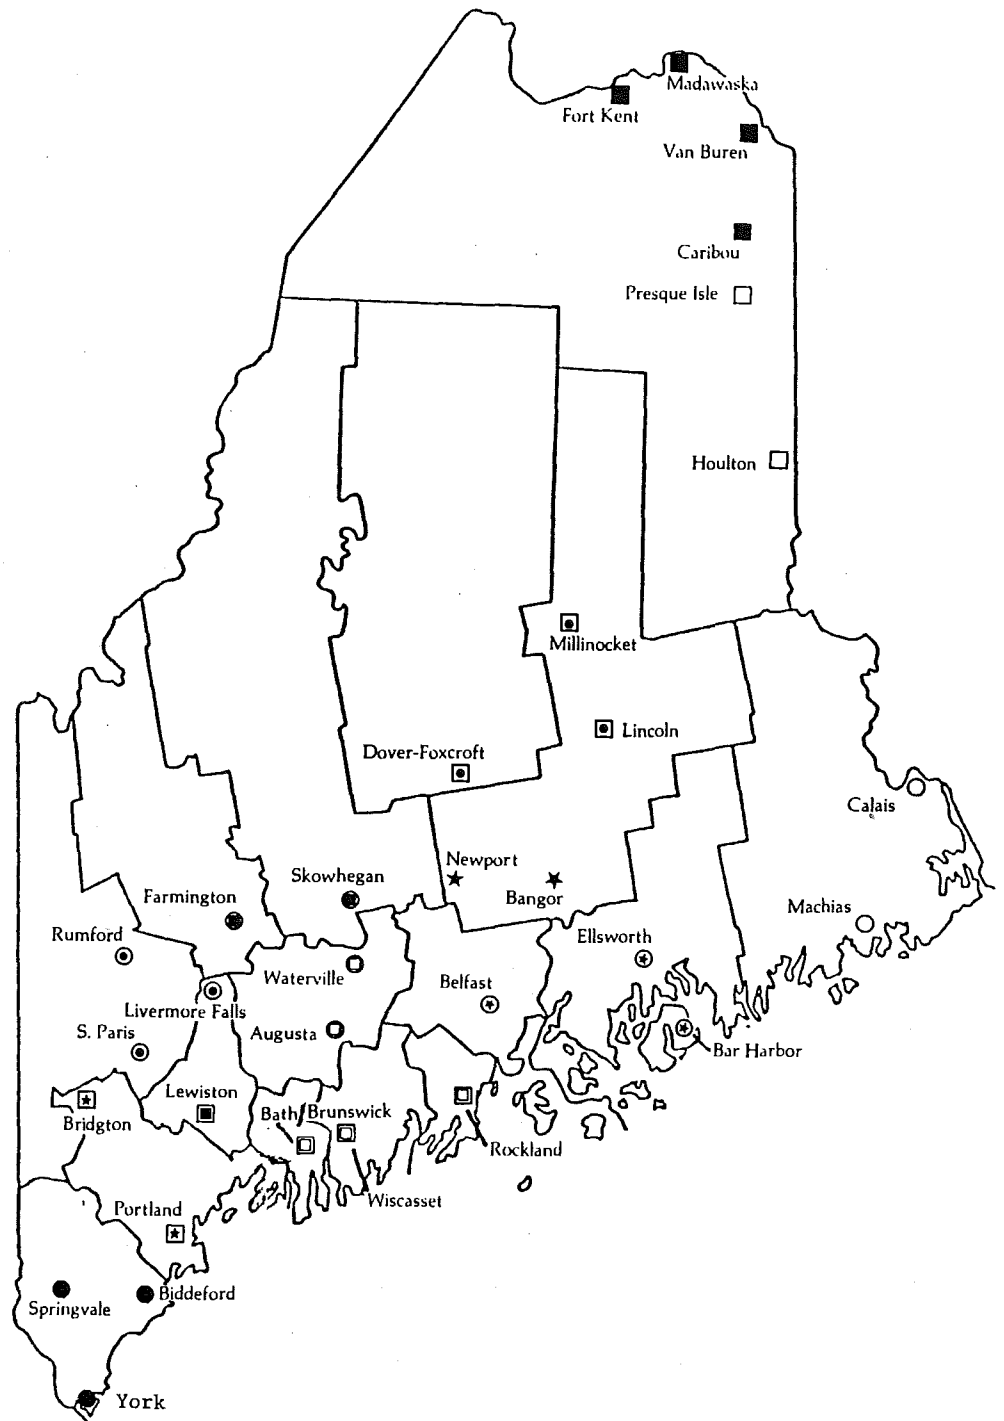 Madawaska
Fort Kent
Van Buren
Caribou
Presque Isle
Houlton
Millinocket
Lincoln
Dover-Foxcroft
Calais
Newport
Skowhegan
Bangor
Farmington
Machias
Rumford
Ellsworth
Waterville
Belfast
Livermore Falls
S. Paris
Augusta
Bar Harbor
Lewiston
Bath/Brunswick
Bridgton
Rockland
Wiscasset
Portland
Biddeford
Springvale
York